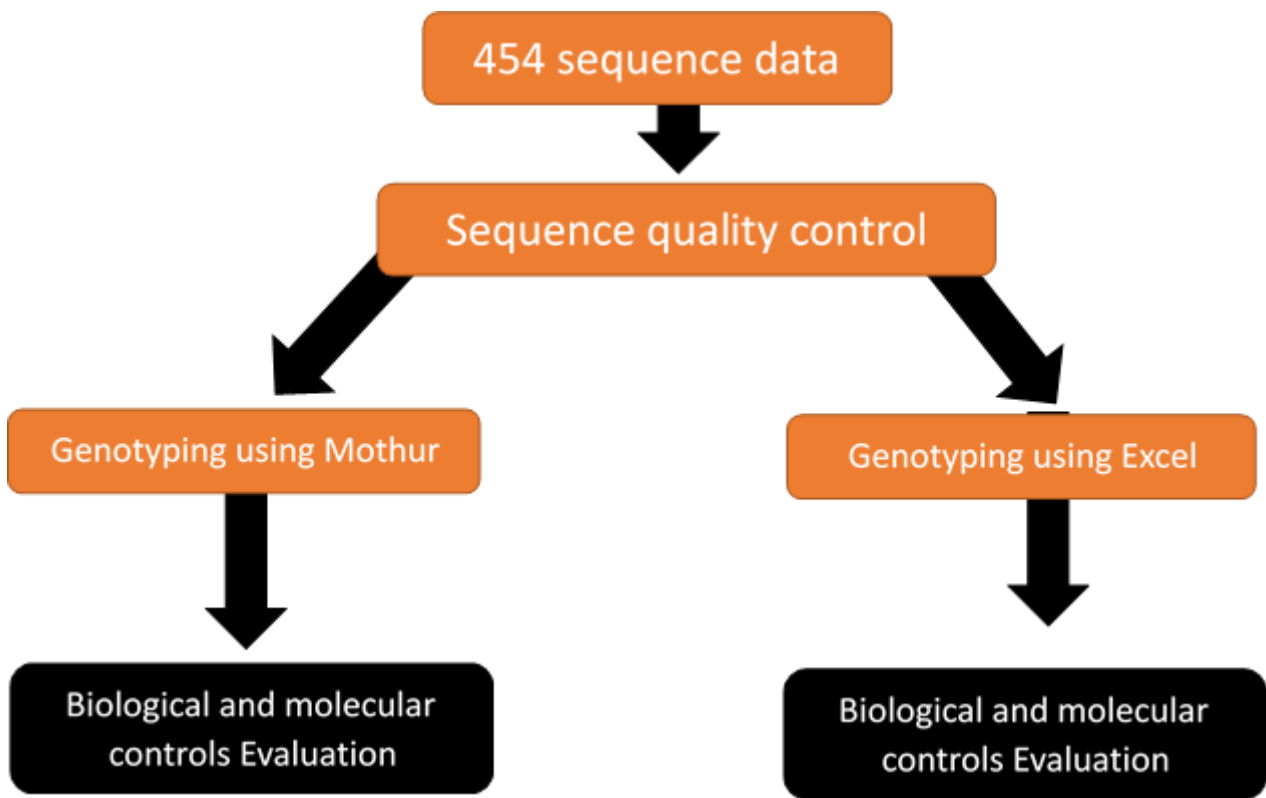 454 sequence data
Sequence quality control
Genotyping using Mothur
Genotyping using Excel
Biological and molecular
controls Evaluation
Biological and molecular
controls Evaluation